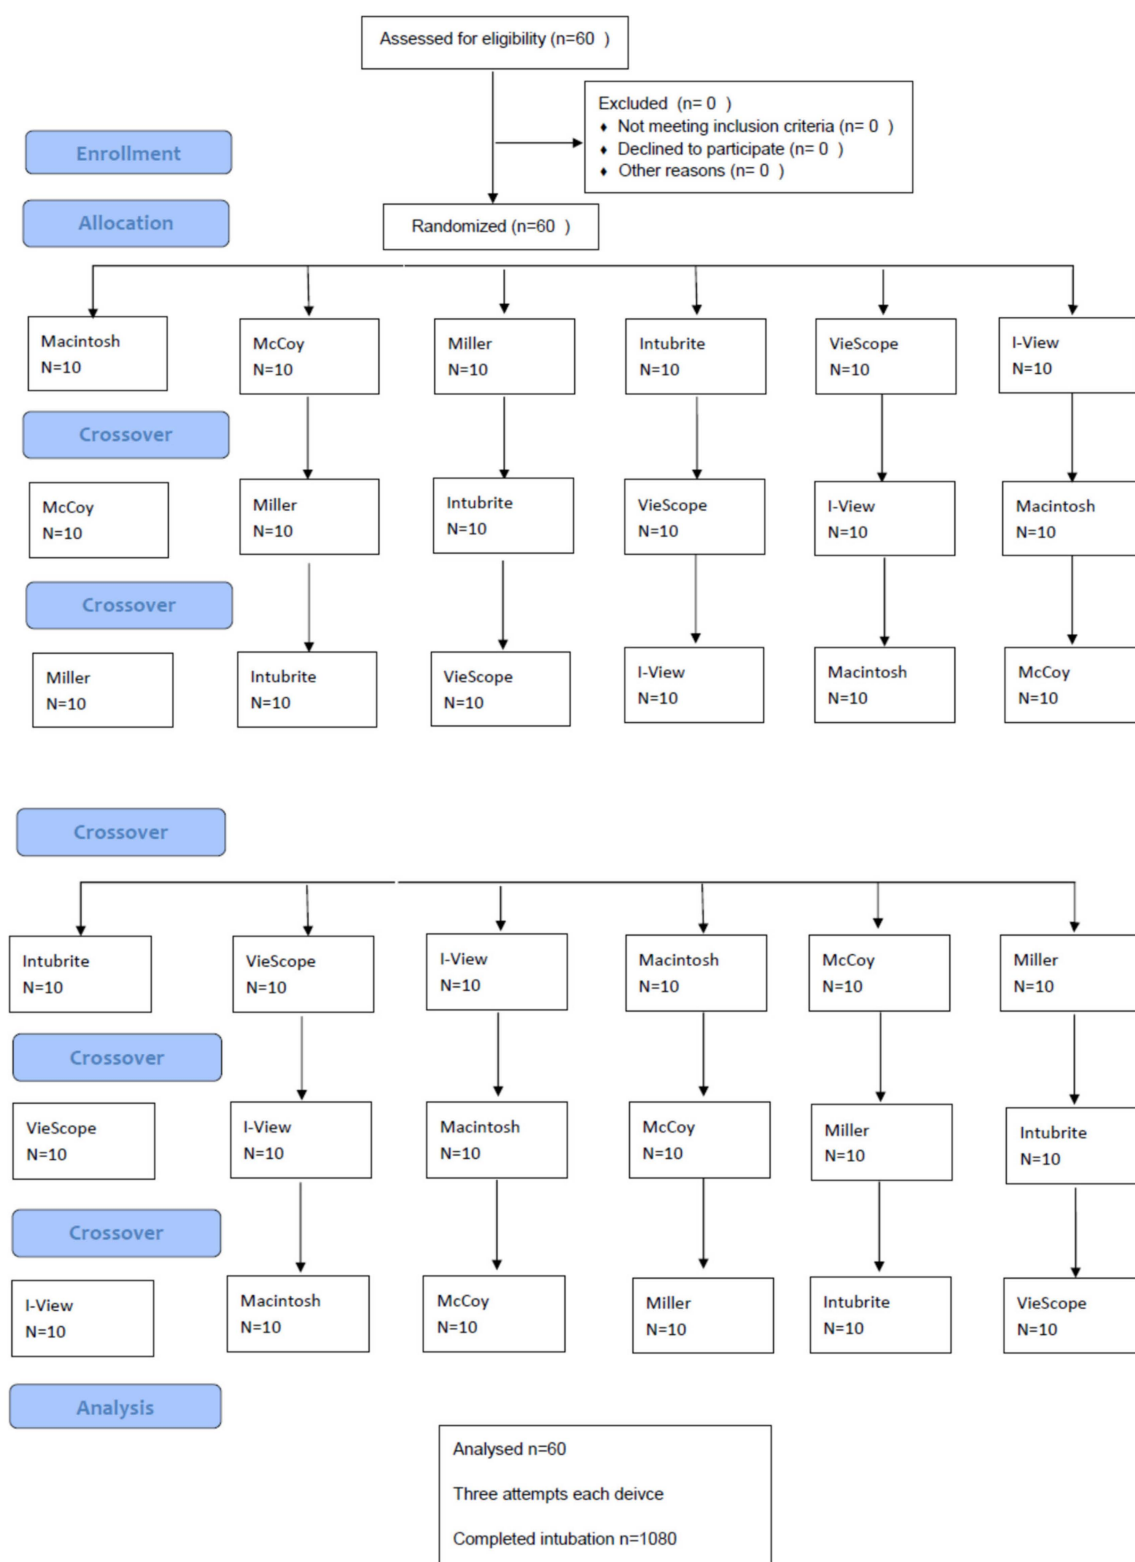 Assessed for eligibility (n=60 )
Excluded (n= 0 )
♦ Not meeting inclusion criteria (n= 0 )
♦ Declined to participate (n= 0 )
♦ Other reasons (n= 0 )
Enrollment
Allocation
Randomized (n=60 )
Macintosh
N=10
McCoy
N=10
Miller
N=10
Intubrite
N=10
VieScope
N=10
I-View
N=10
Crossover
McCoy
N=10
Miller
N=10
Intubrite
N=10
VieScope
N=10
I-View
N=10
Macintosh
N=10
Crossover
Miller
N=10
Intubrite
N=10
VieScope
N=10
I-View
N=10
Macintosh
N=10
McCoy
N=10
Crossover
Intubrite
N=10
VieScope
N=10
I-View
N=10
Macintosh
N=10
McCoy
N=10
Miller
N=10
Crossover
VieScope
N=10
I-View
N=10
Macintosh
N=10
McCoy
N=10
Miller
N=10
Intubrite
N=10
Crossover
I-View
N=10
Macintosh
N=10
McCoy
N=10
Miller
N=10
Intubrite
N=10
VieScope
N=10
Analysis
Analysed n=60
Three attempts each deivce
Completed intubation n=1080